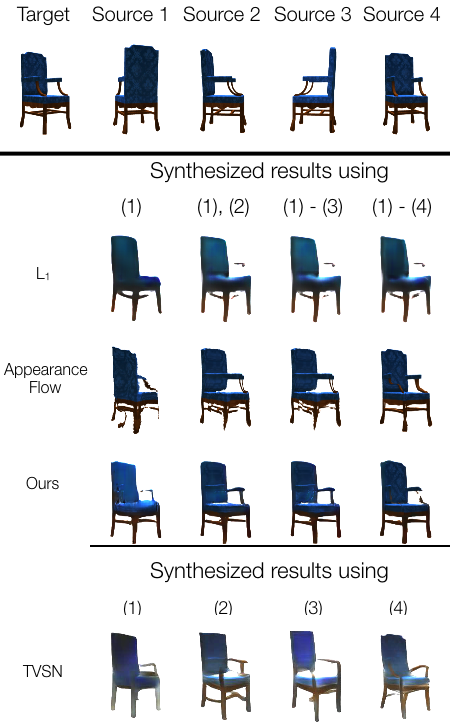 Target Source 1 Source 2 Source 3 Source 4
Synthesized results using
(1) (1), (2) (1) - (3) (1) - (4)
L₁
Appearance
Flow
Ours
Synthesized results using
(1) (2) (3) (4)
TVSN